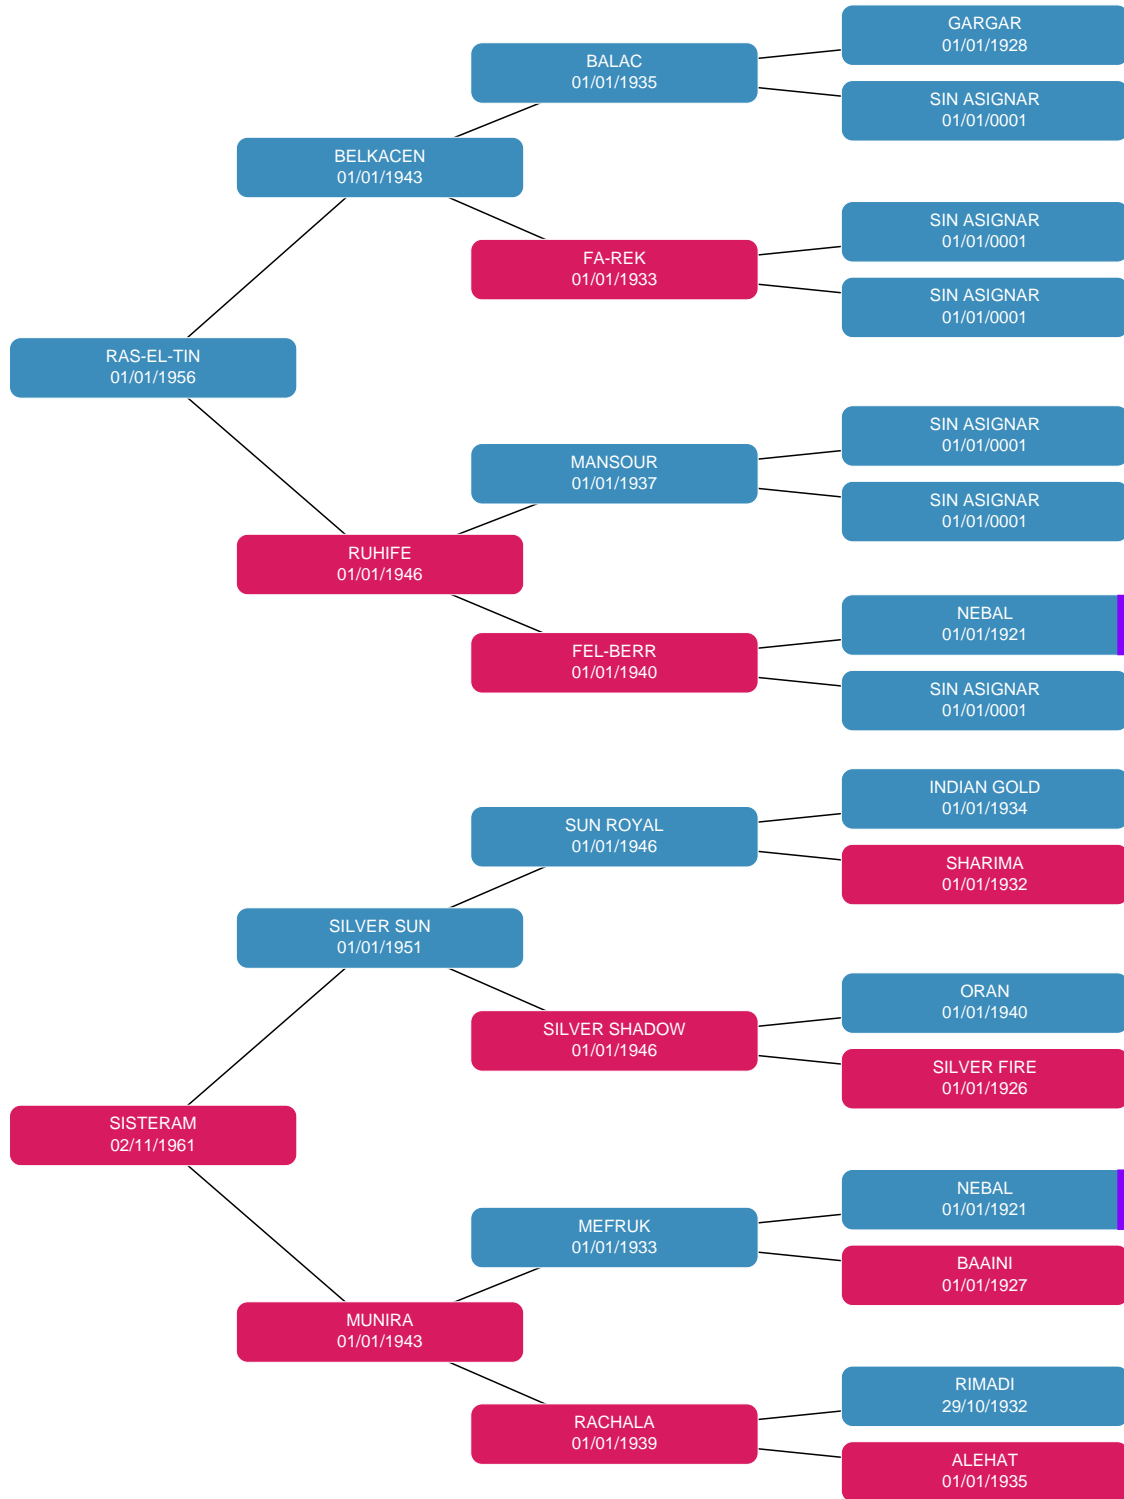 GARGAR
01/01/1928
BALAC
01/01/1935
SIN ASIGNAR
01/01/0001
BELKACEN
01/01/1943
SIN ASIGNAR
01/01/0001
FA-REK
01/01/1933
SIN ASIGNAR
01/01/0001
RAS-EL-TIN
01/01/1956
SIN ASIGNAR
01/01/0001
MANSOUR
01/01/1937
SIN ASIGNAR
01/01/0001
RUHIFE
01/01/1946
NEBAL
01/01/1921
FEL-BERR
01/01/1940
SIN ASIGNAR
01/01/0001
INDIAN GOLD
01/01/1934
SUN ROYAL
01/01/1946
SHARIMA
01/01/1932
SILVER SUN
01/01/1951
ORAN
01/01/1940
SILVER SHADOW
01/01/1946
SILVER FIRE
01/01/1926
SISTERAM
02/11/1961
NEBAL
01/01/1921
MEFRUK
01/01/1933
BAAINI
01/01/1927
MUNIRA
01/01/1943
RIMADI
29/10/1932
RACHALA
01/01/1939
ALEHAT
01/01/1935